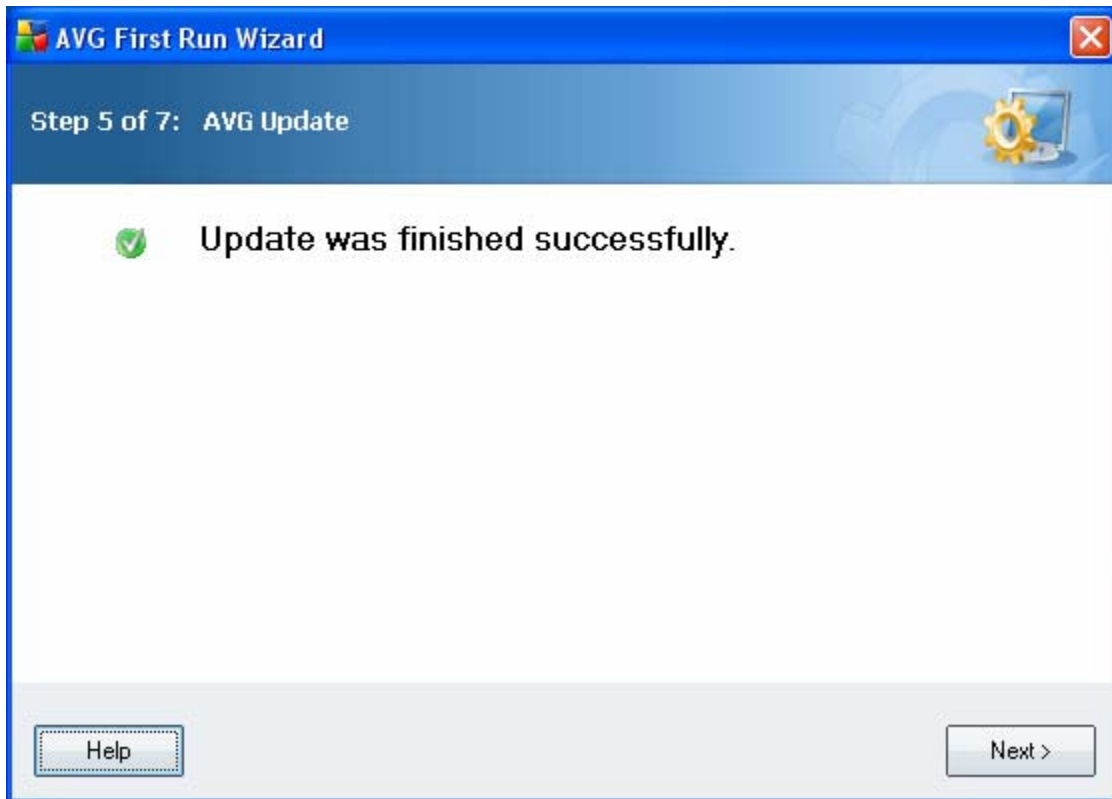 AVG First Run Wizard
Step 5 of 7: AVG Update
Update was finished successfully.
Help
Next >